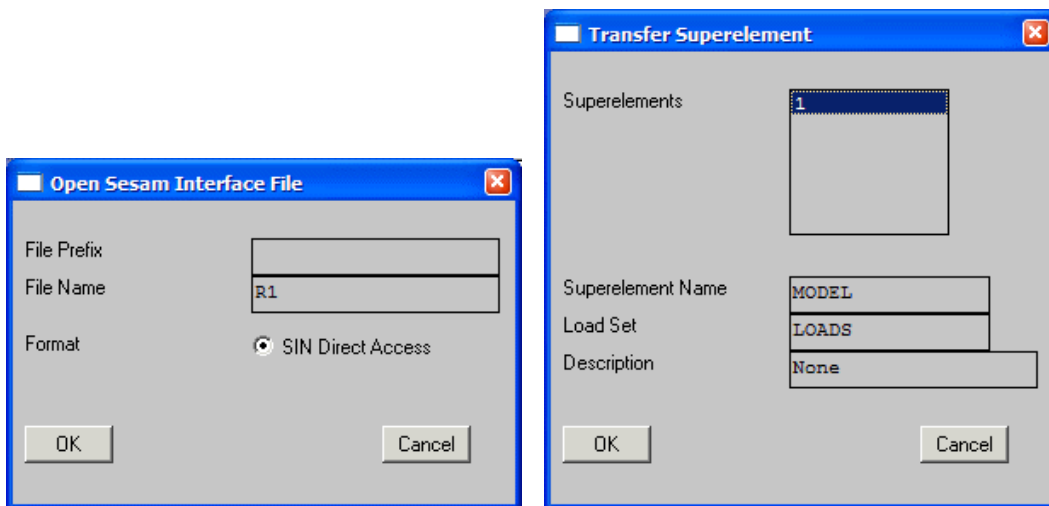 Open Sesam Interface File
File Prefix
File Name R1
Format SIN Direct Access
OK Cancel
Transfer Superelement
Superelements 1
Superelement Name MODEL
Load Set LOADS
Description None
OK Cancel